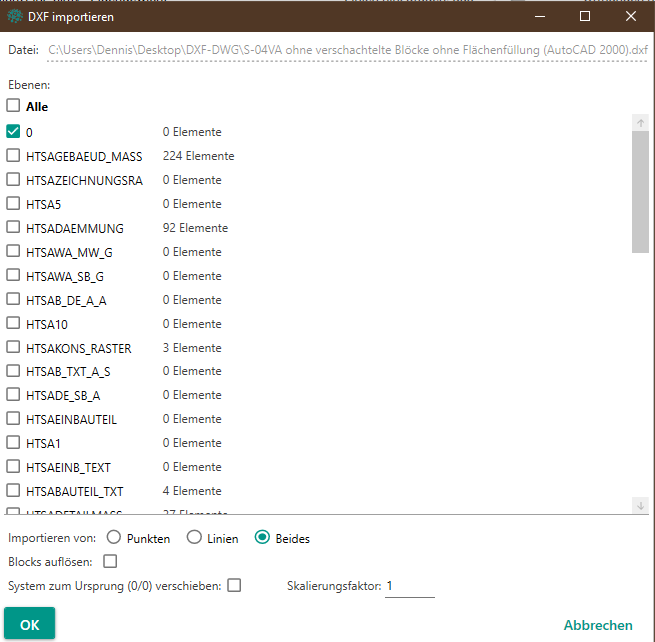 DXF importieren
Datei: C:\Users\Dennis\Desktop\DXF-DWG\S-04VA ohne verschachtelte Blöcke ohne Flächenfüllung (AutoCAD 2000).dxf
Ebenen:
Alle
0 0 Elemente
HTSAGEBAEUD_MASS 224 Elemente
HTSAZEICHNUNGSRA 0 Elemente
HTSA5 0 Elemente
HTSADAEMMUNG 92 Elemente
HTSAWA_MW_G 0 Elemente
HTSAWA_SB_G 0 Elemente
HTSAB_DE_A_A 0 Elemente
HTSA10 0 Elemente
HTSAKONS_RASTER 3 Elemente
HTSAB_TXT_A_S 0 Elemente
HTSADE_SB_A 0 Elemente
HTSAEINBAUTEIL 0 Elemente
HTSA1 0 Elemente
HTSAEINB_TEXT 0 Elemente
HTSABAUTEIL_TXT 4 Elemente
HTSADETAILMASS 27 Elemente
Importieren von: Punkten Linien Beides
Blocks auflösen:
System zum Ursprung (0/0) verschieben: Skalierungsfaktor: 1
OK Abbrechen